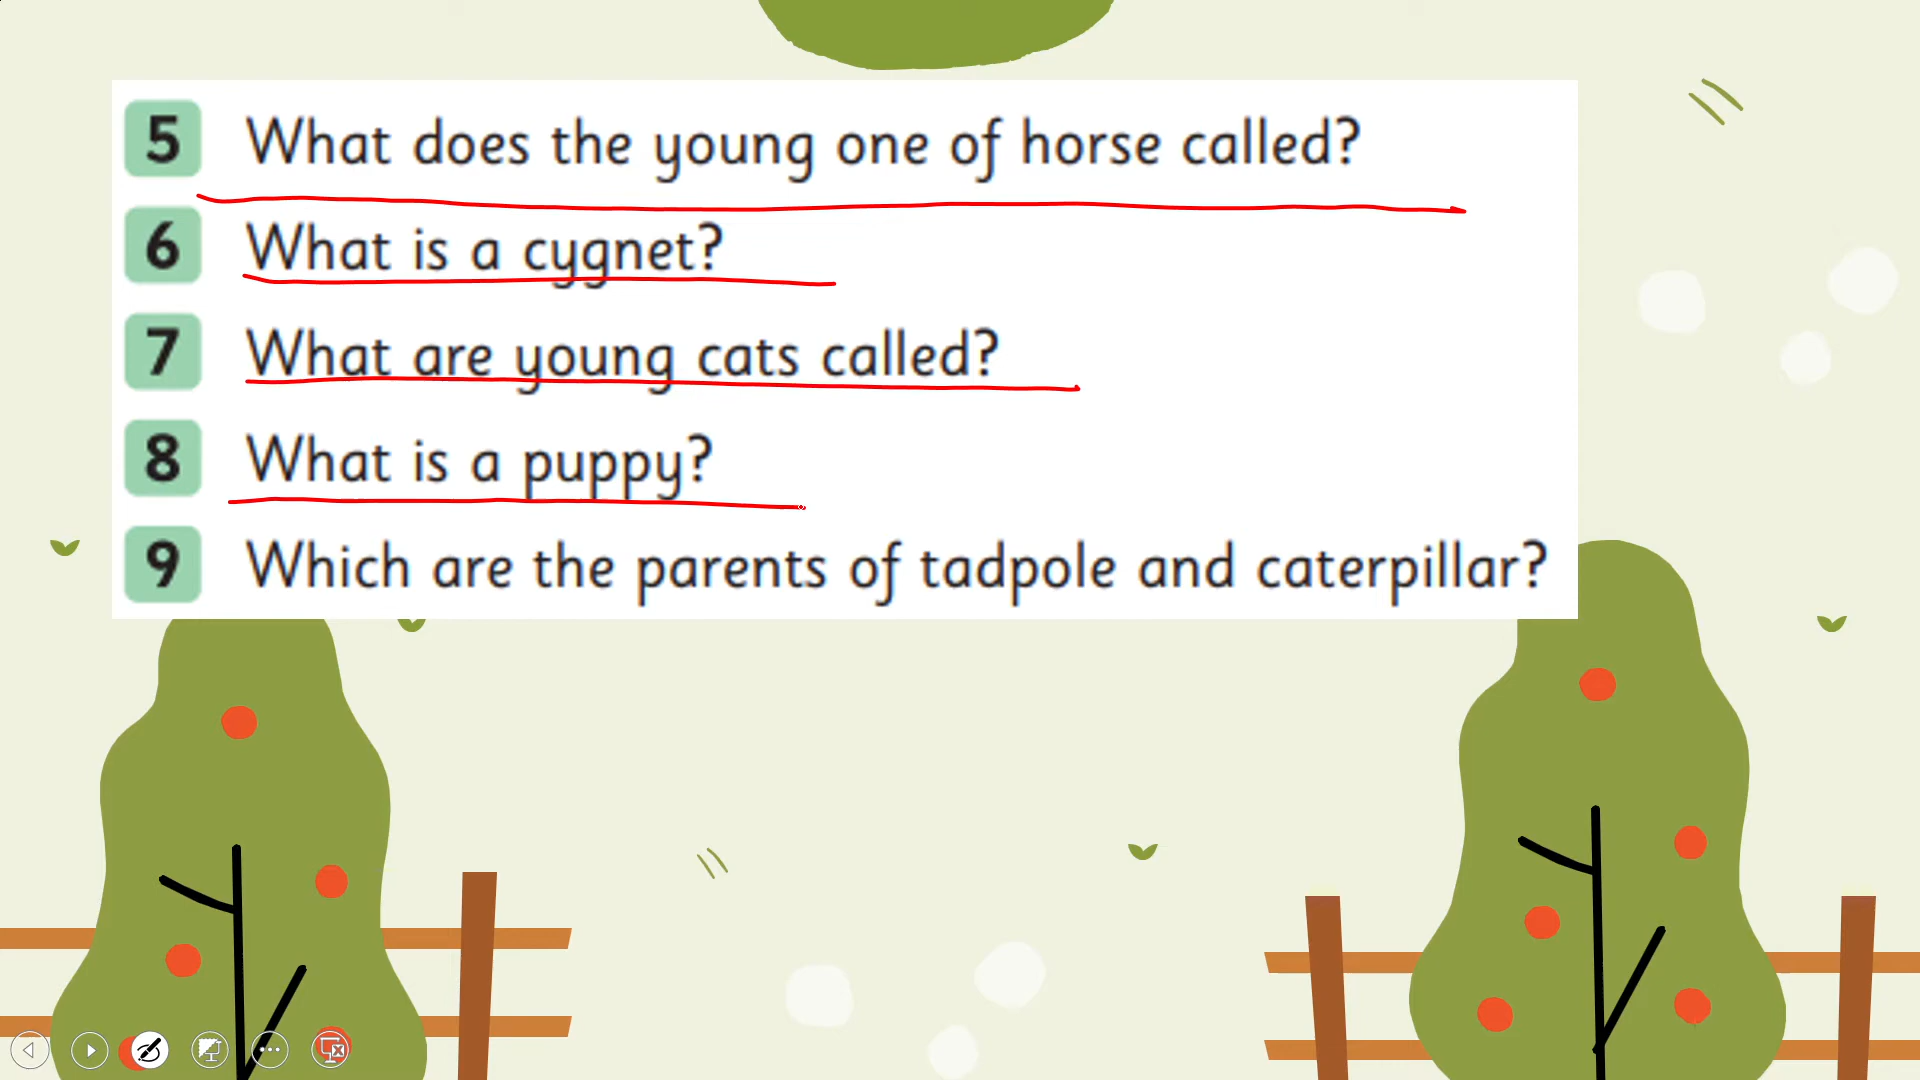 5 What does the young one of horse called?
6 What is a cygnet?
7 What are young cats called?
8 What is a puppy?
9 Which are the parents of tadpole and caterpillar?